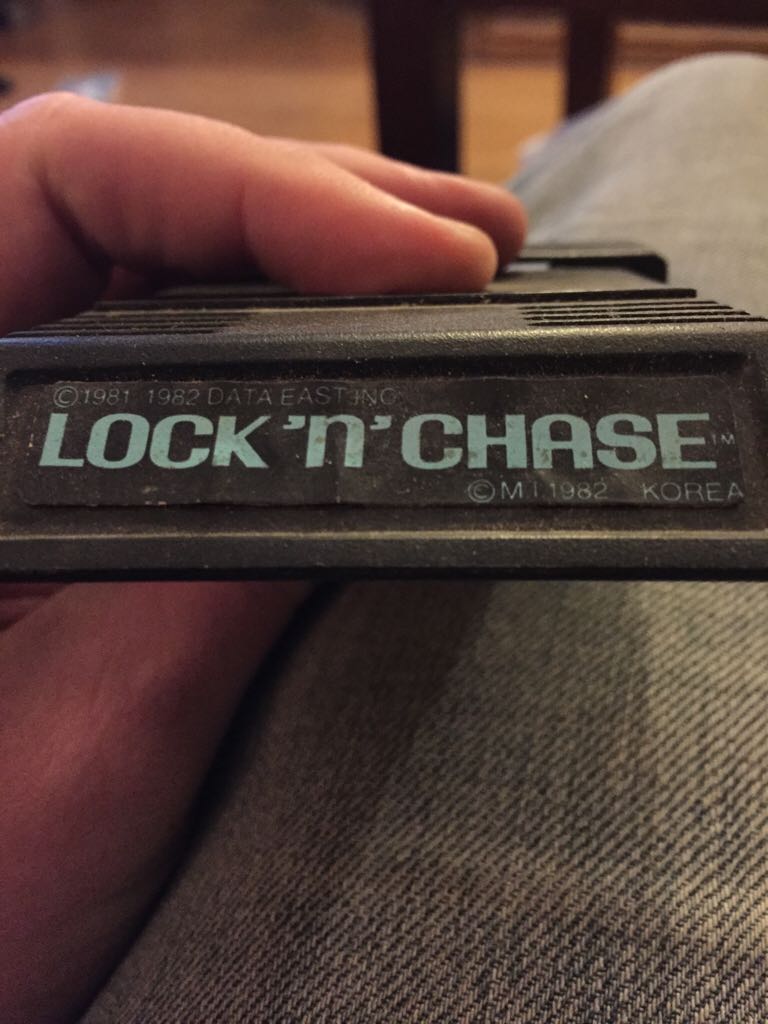 ©1981 1982 DATA EAST INC
LOCK 'N' CHASE™
©M I 1982 KOREA